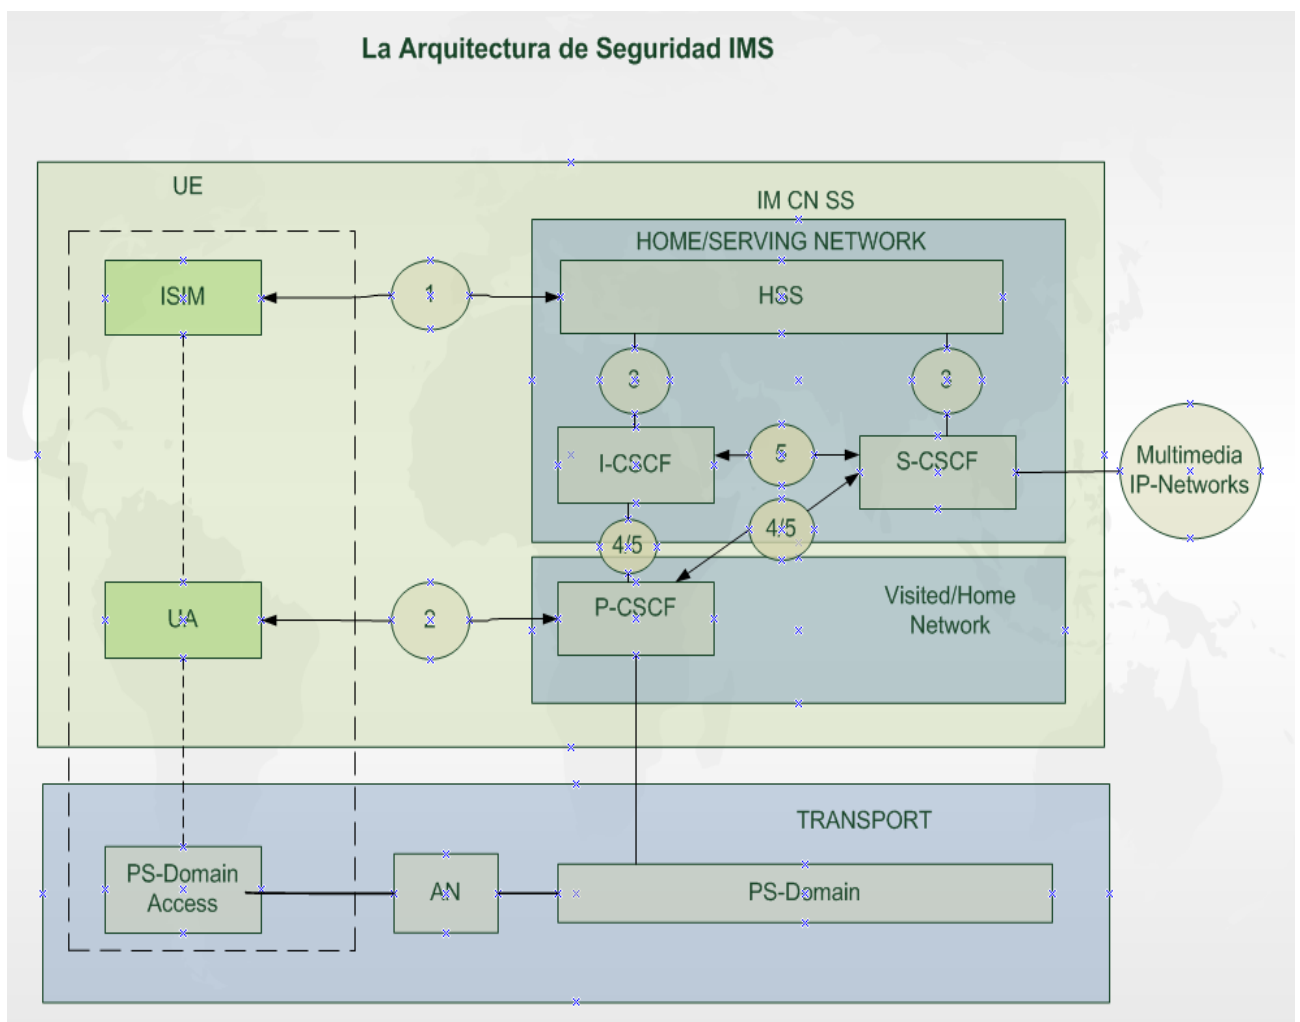 La Arquitectura de Seguridad IMS
UE
IM CN SS
HOME/SERVING NETWORK
ISIM
1
HSS
3
3
I-CSCF
5
S-CSCF
Multimedia
IP-Networks
4/5
4/5
UA
2
P-CSCF
Visited/Home
Network
TRANSPORT
PS-Domain
Access
AN
PS-Domain